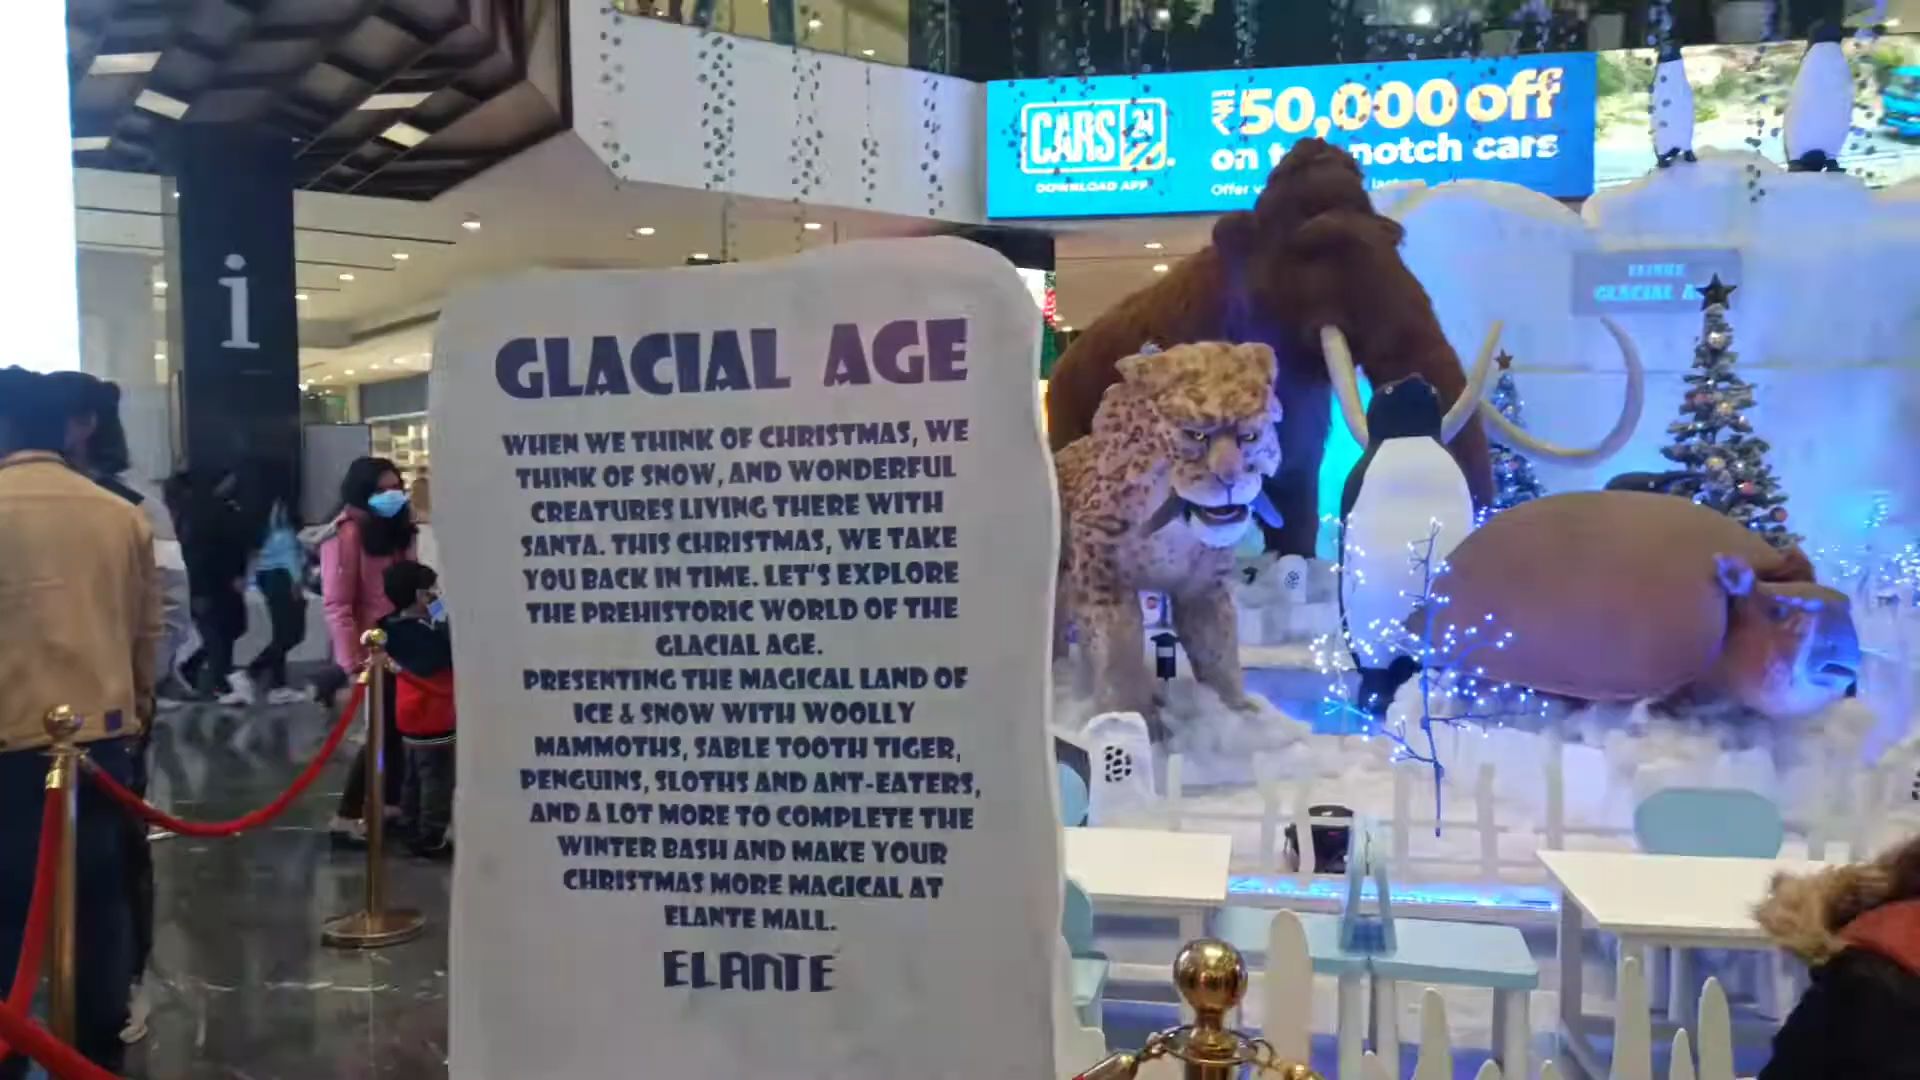 CARS 24
DOWNLOAD APP
₹50,000 off
on notch cars
Offer
i
GLACIAL
GLACIAL AGE
WHEN WE THINK OF CHRISTMAS, WE
THINK OF SNOW, AND WONDERFUL
CREATURES LIVING THERE WITH
SANTA. THIS CHRISTMAS, WE TAKE
YOU BACK IN TIME. LET'S EXPLORE
THE PREHISTORIC WORLD OF THE
GLACIAL AGE.
PRESENTING THE MAGICAL LAND OF
ICE & SNOW WITH WOOLLY
MAMMOTHS, SABLE TOOTH TIGER,
PENGUINS, SLOTHS AND ANT-EATERS,
AND A LOT MORE TO COMPLETE THE
WINTER BASH AND MAKE YOUR
CHRISTMAS MORE MAGICAL AT
ELANTE MALL.
ELANTE